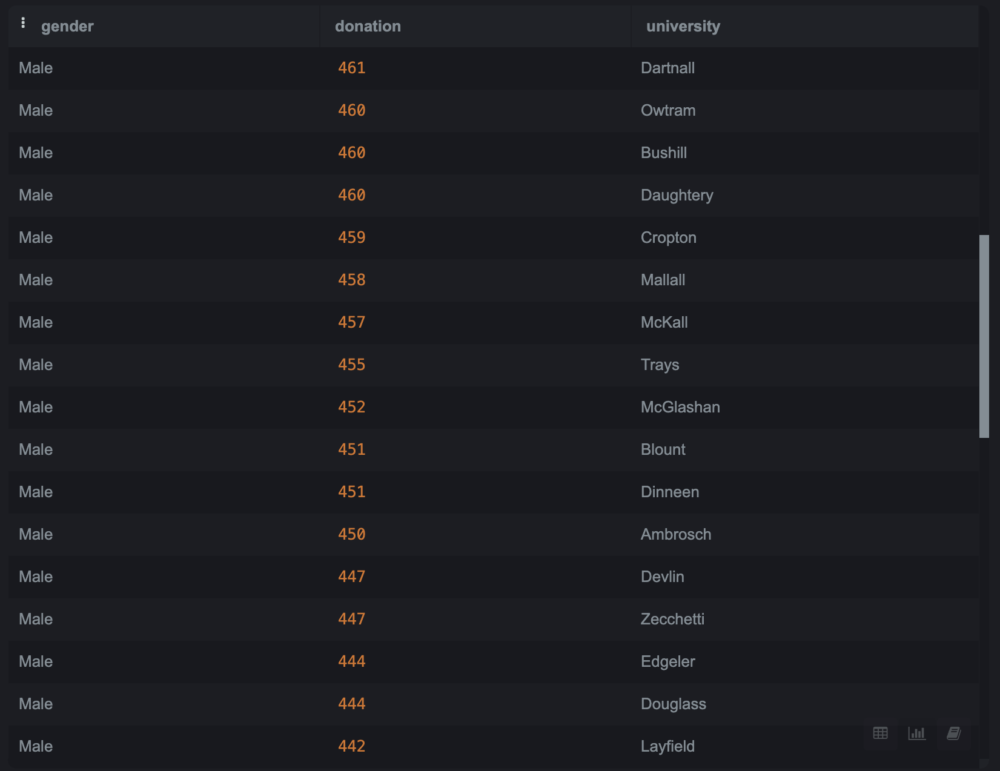 gender donation university
Male 461 Dartnall
Male 460 Owtram
Male 460 Bushill
Male 460 Daughtery
Male 459 Cropton
Male 458 Mallall
Male 457 McKall
Male 455 Trays
Male 452 McGlashan
Male 451 Blount
Male 451 Dinneen
Male 450 Ambrosch
Male 447 Devlin
Male 447 Zecchetti
Male 444 Edgeler
Male 444 Douglass
Male 442 Layfield